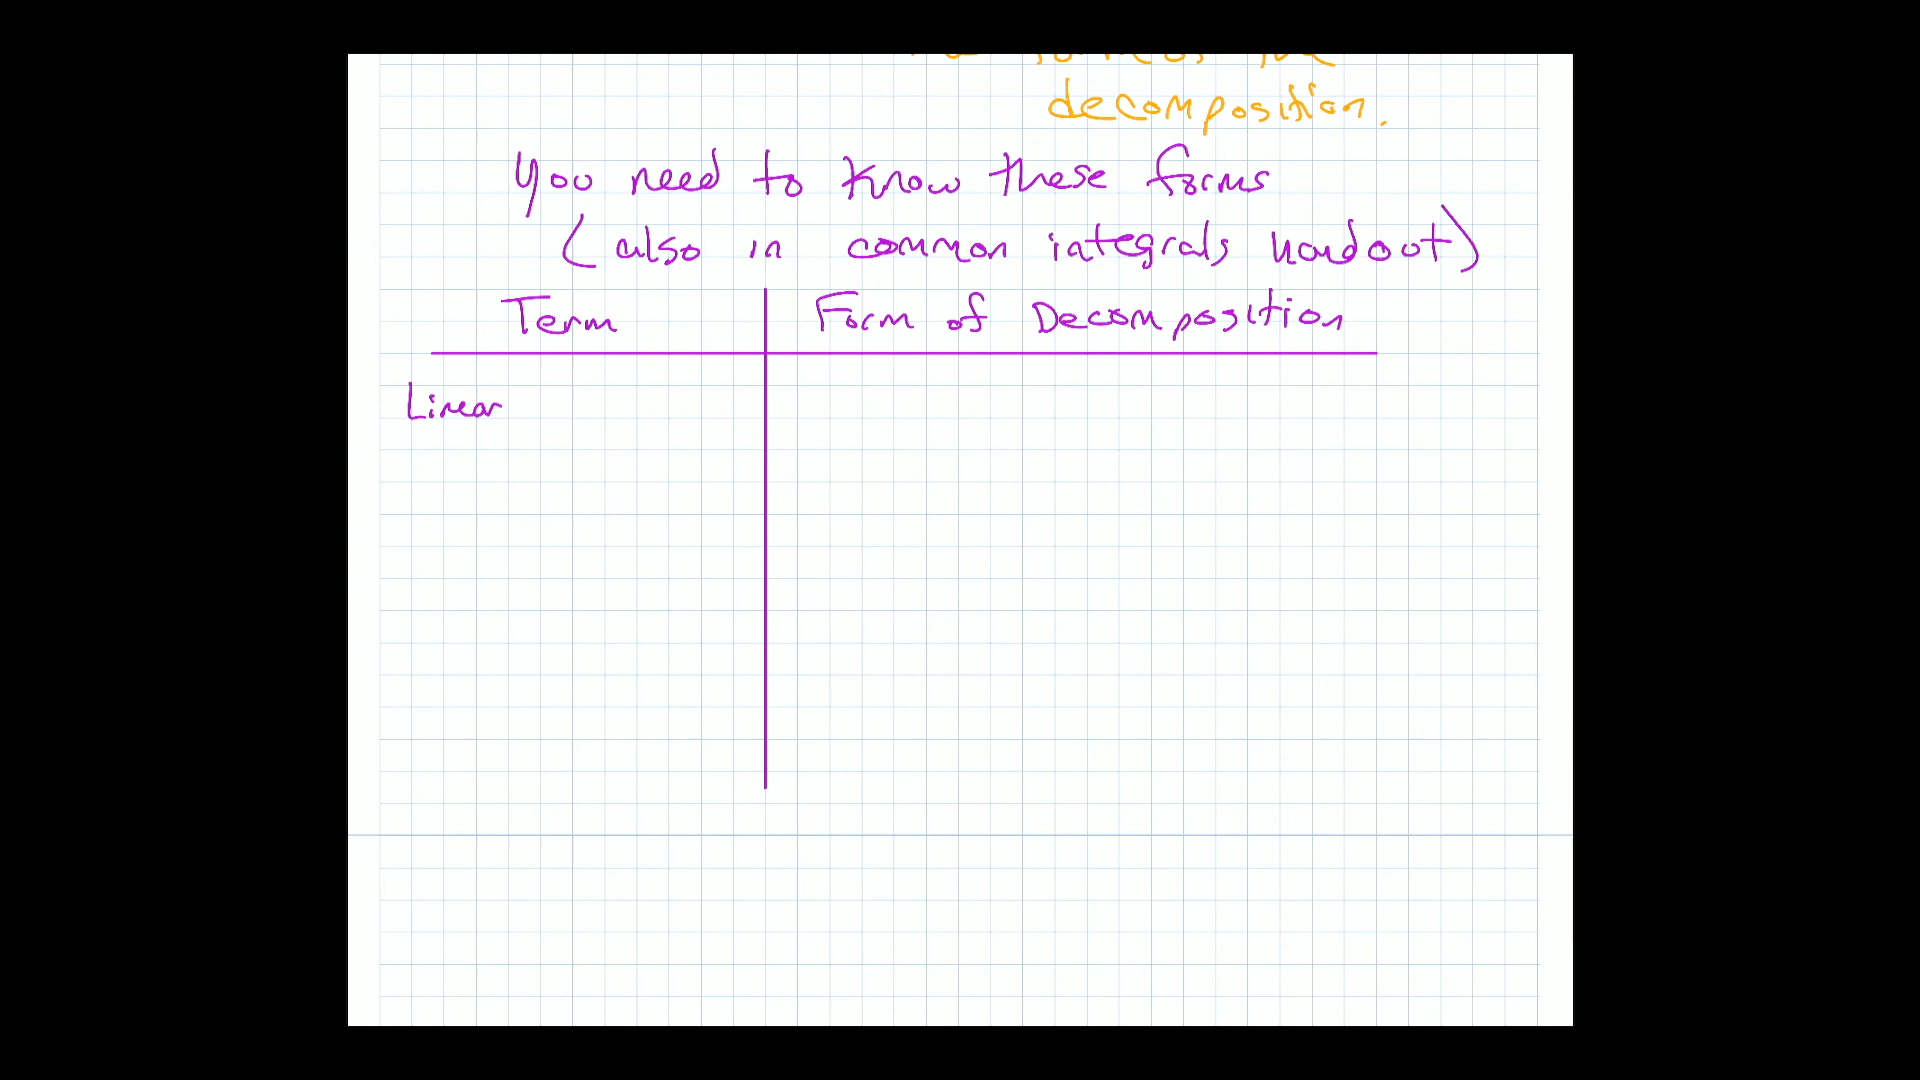 decomposition.
You need to know these forms
(also in common integrals handout)
Term Form of Decomposition
Linear